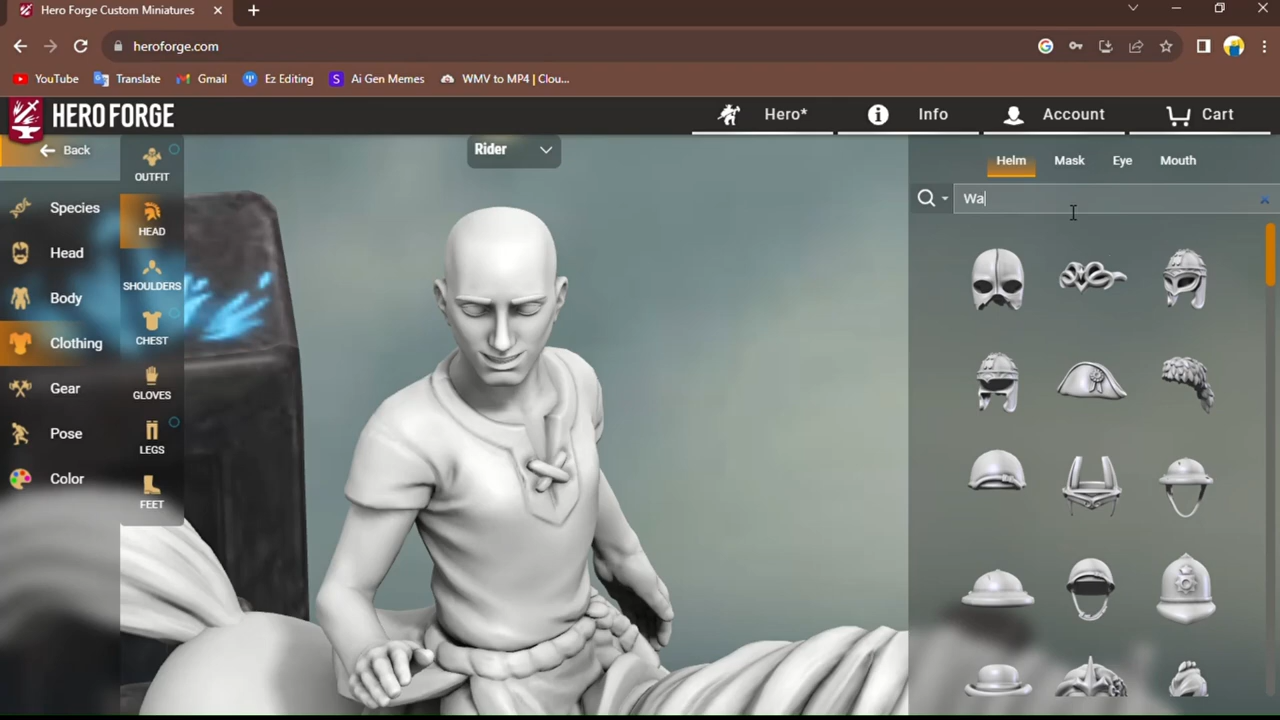 Hero Forge Custom Miniatures
heroforge.com
YouTube Translate Gmail Ez Editing S Ai Gen Memes WMV to MP4 | Clou...
HERO FORGE Hero* Info Account Cart
Back
Species
Head
Body
Clothing
Gear
Pose
Color
OUTFIT
HEAD
SHOULDERS
CHEST
GLOVES
LEGS
FEET
Rider
Helm Mask Eye Mouth
Wa